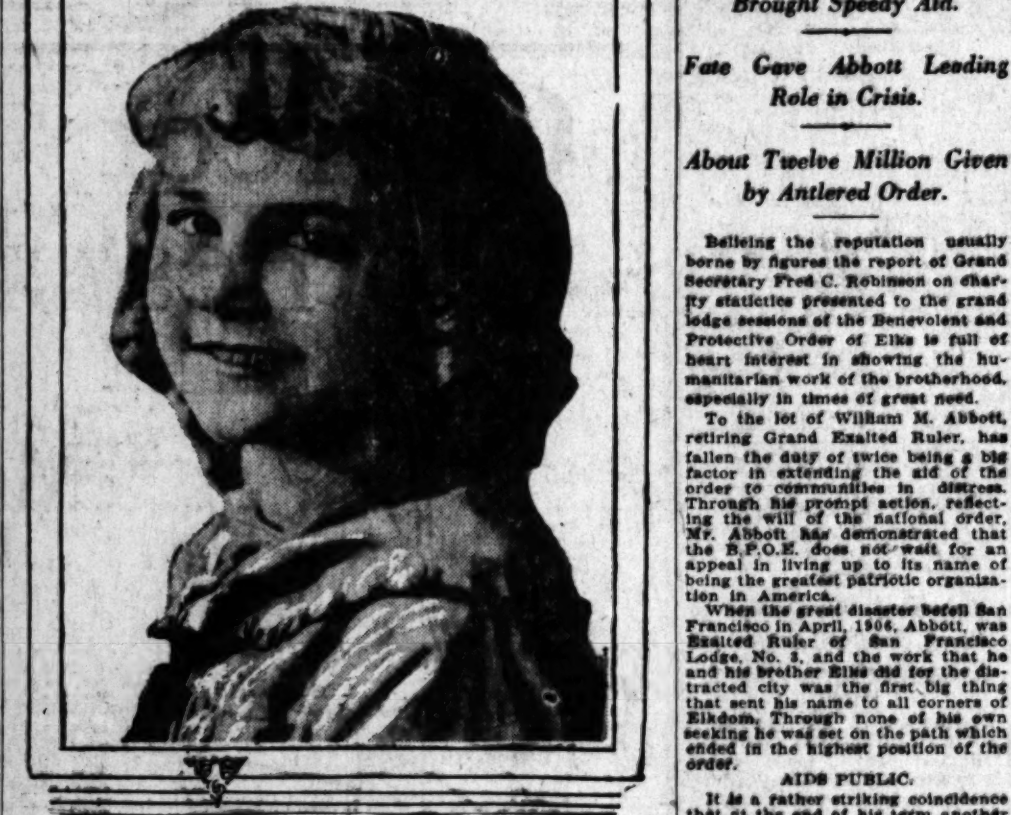 Brought Speedy Aid.
Fate Gave Abbott Leading
Role in Crisis.
About Twelve Million Given
by Antlered Order.
Belieing the reputation usually
borne by figures the report of Grand
Secretary Fred C. Robinson on char-
ity statictics presented to the grand
lodge sessions of the Benevolent and
Protective Order of Elks is full of
heart interest in showing the hu-
manitarian work of the brotherhood,
especially in times of great need.
To the lot of William M. Abbott,
retiring Grand Exalted Ruler, has
fallen the duty of twice being a big
factor in extending the aid of the
order to communities in distress.
Through his prompt action, reflect-
ing the will of the national order,
Mr. Abbott has demonstrated that
the B.P.O.E. does not wait for an
appeal in living up to its name of
being the greatest patriotic organiza-
tion in America.
When the great disaster befell San
Francisco in April, 1906, Abbott, was
Exalted Ruler of San Francisco
Lodge, No. 3, and the work that he
and his brother Elks did for the dis-
tracted city was the first big thing
that sent his name to all corners of
Elkdom. Through none of his own
seeking he was set on the path which
ended in the highest position of the
order.
AIDS PUBLIC.
It is a rather striking coincidence
that at the end of his term another